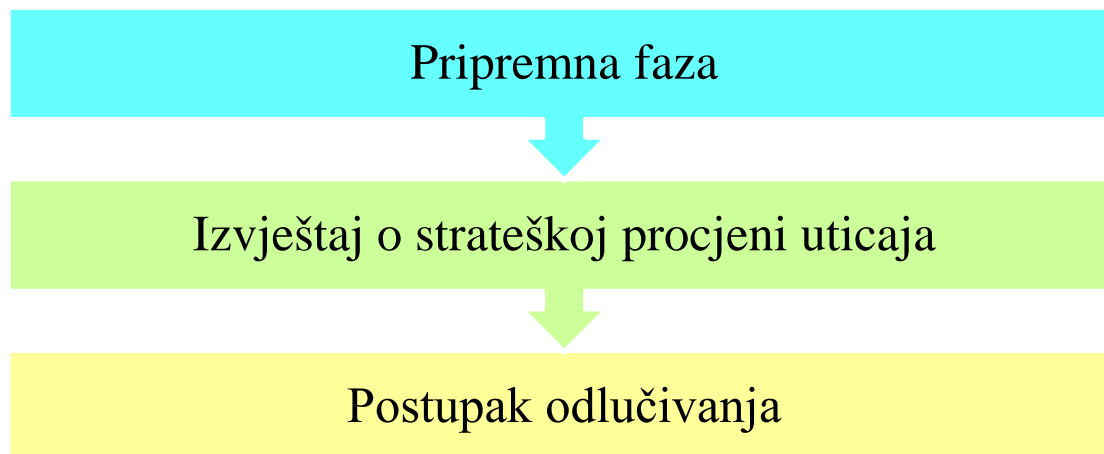 Pripremna faza
Izvještaj o strateškoj procjeni uticaja
Postupak odlučivanja